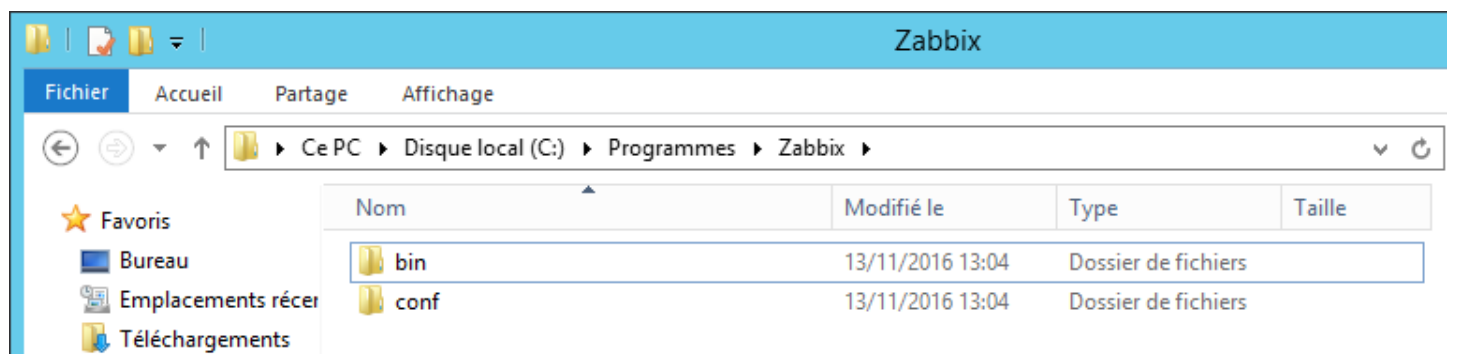 Zabbix
Fichier Accueil Partage Affichage
Ce PC Disque local (C:) Programmes Zabbix
Favoris
Bureau
Emplacements récer
Téléchargements
Nom Modifié le Type Taille
bin 13/11/2016 13:04 Dossier de fichiers
conf 13/11/2016 13:04 Dossier de fichiers